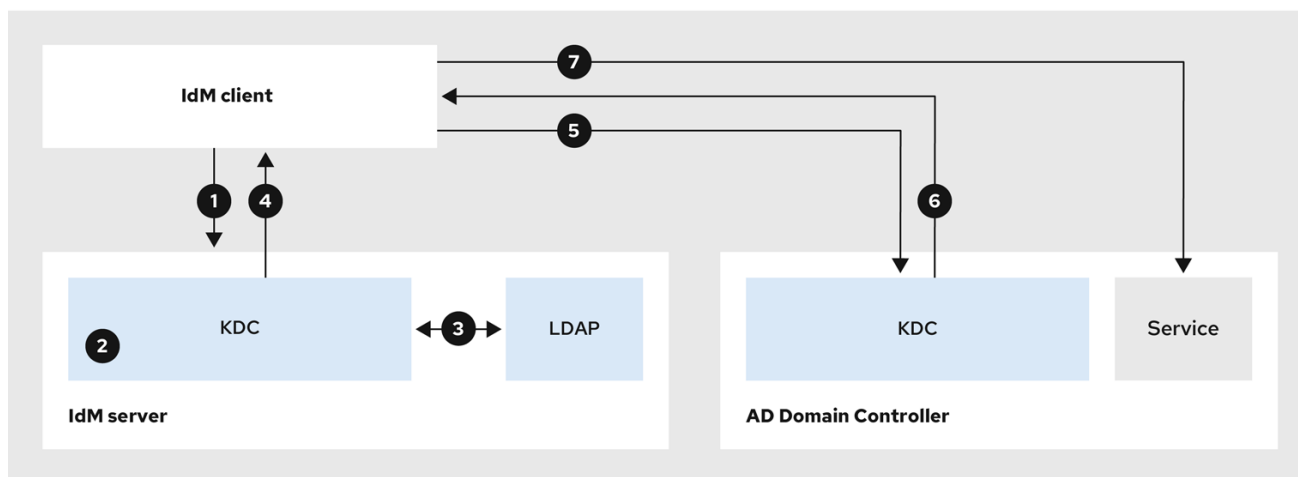 7
IdM client
5
1
4
6
KDC
3
LDAP
KDC
Service
2
IdM server
AD Domain Controller